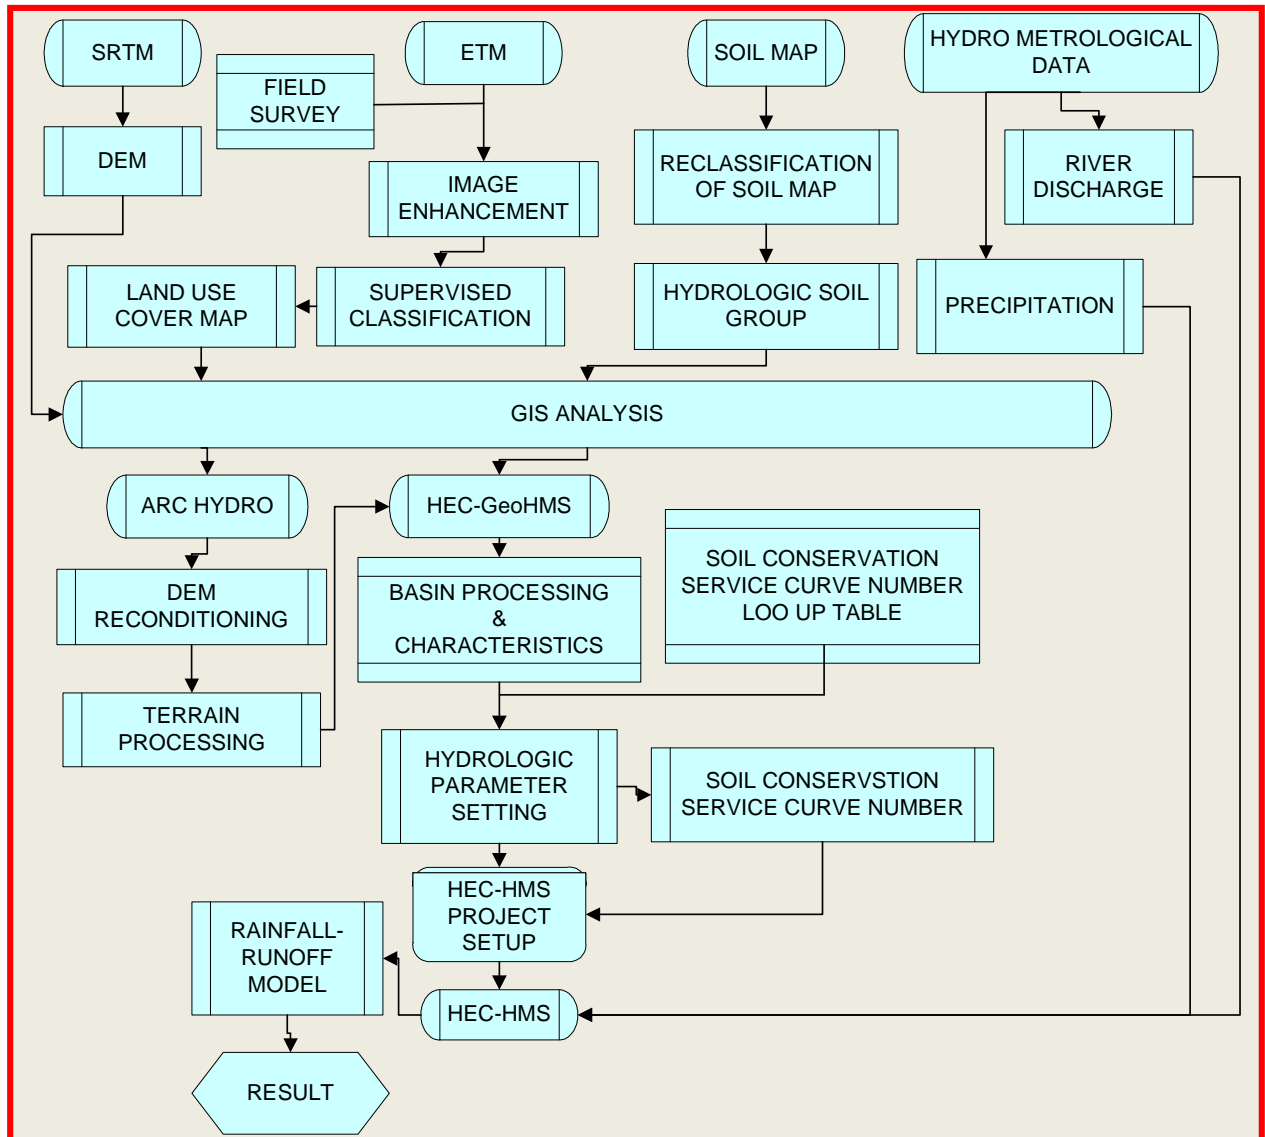 SRTM
ETM
SOIL MAP
HYDRO METROLOGICAL
DATA
FIELD
SURVEY
DEM
IMAGE
ENHANCEMENT
RECLASSIFICATION
OF SOIL MAP
RIVER
DISCHARGE
LAND USE
COVER MAP
SUPERVISED
CLASSIFICATION
HYDROLOGIC SOIL
GROUP
PRECIPITATION
GIS ANALYSIS
ARC HYDRO
HEC-GeoHMS
DEM
RECONDITIONING
BASIN PROCESSING
&
CHARACTERISTICS
SOIL CONSERVATION
SERVICE CURVE NUMBER
LOO UP TABLE
TERRAIN
PROCESSING
HYDROLOGIC
PARAMETER
SETTING
SOIL CONSERVSTION
SERVICE CURVE NUMBER
HEC-HMS
PROJECT
SETUP
RAINFALL-
RUNOFF
MODEL
HEC-HMS
RESULT